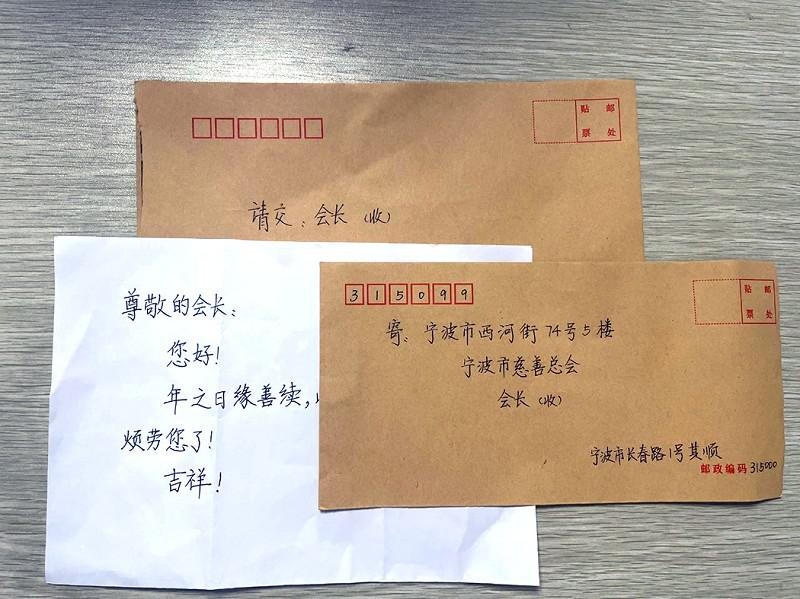 贴 邮
票 处
请交：会长（收）
尊敬的会长：
您好！
年之日缘善续，
烦劳您了！
吉祥！
315099
贴 邮
票 处
寄：宁波市西河街74号5楼
宁波市慈善总会
会长（收）
宁波市长春路1号其顺
邮政编码 315000